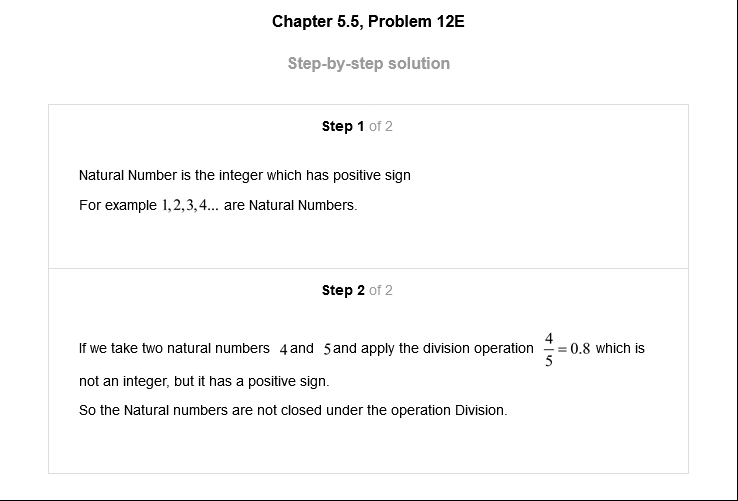 Chapter 5.5, Problem 12E
Step-by-step solution
Step 1 of 2
Natural Number is the integer which has positive sign
For example 1,2,3,4... are Natural Numbers.
Step 2 of 2
If we take two natural numbers 4 and 5 and apply the division operation 4/5 = 0.8 which is
not an integer, but it has a positive sign.
So the Natural numbers are not closed under the operation Division.